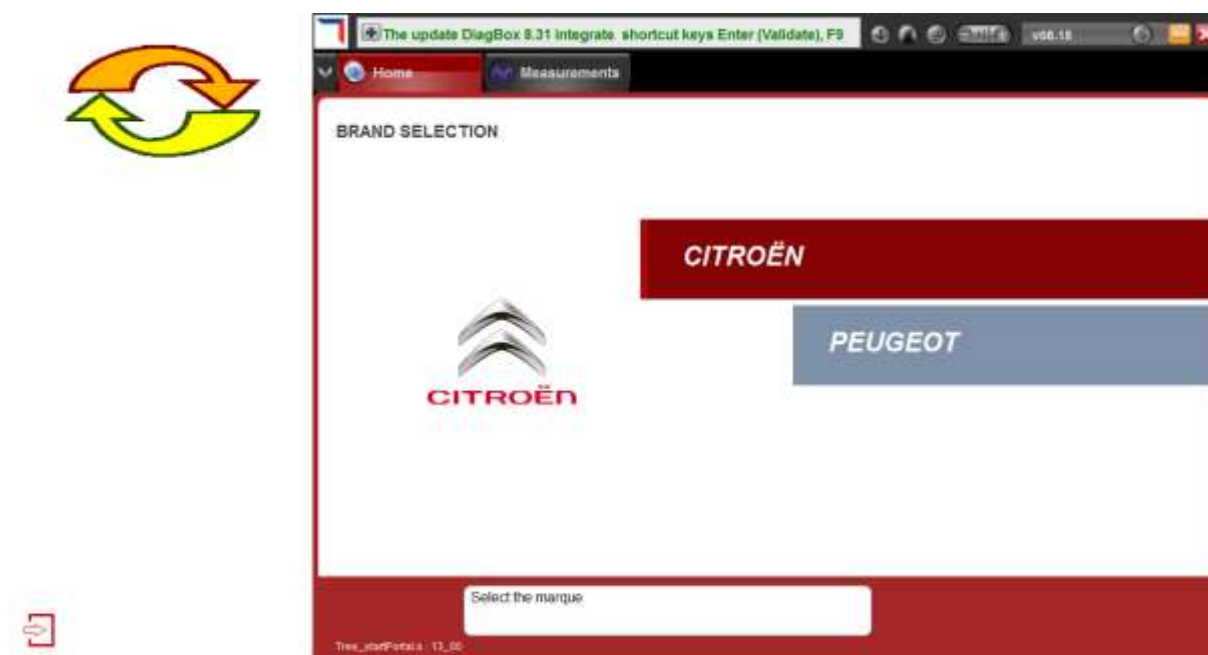 The update DiagBox 8.31 integrate shortcut keys Enter (Validate), F9
Home
Measurements
BRAND SELECTION
CITROËN
PEUGEOT
CITROËN
Select the marque